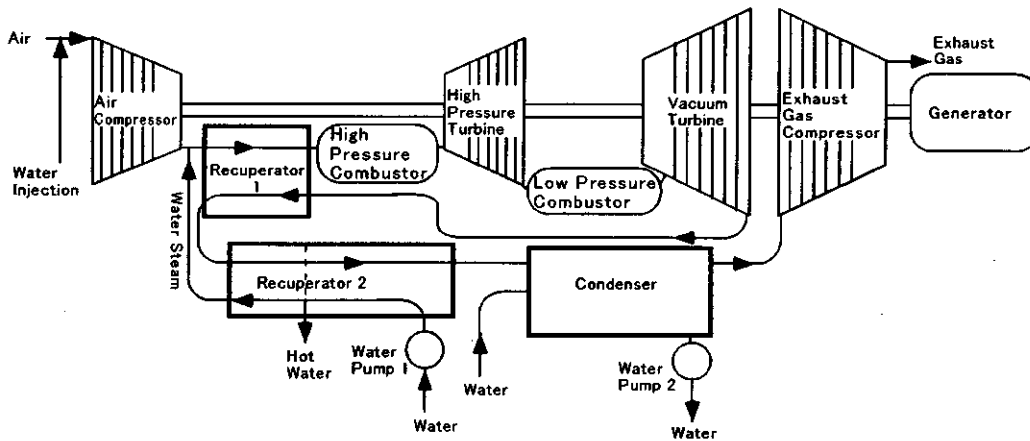 Air
Water
Injection
Air
Compressor
High
Pressure
Turbine
Vacuum
Turbine
Exhaust
Gas
Compressor
Exhaust
Gas
Generator
High
Pressure
Combustor
Recuperator
1
Low Pressure
Combustor
Water Steam
Recuperator 2
Condenser
Hot
Water
Water
Pump 1
Water
Water
Water
Pump 2
Water